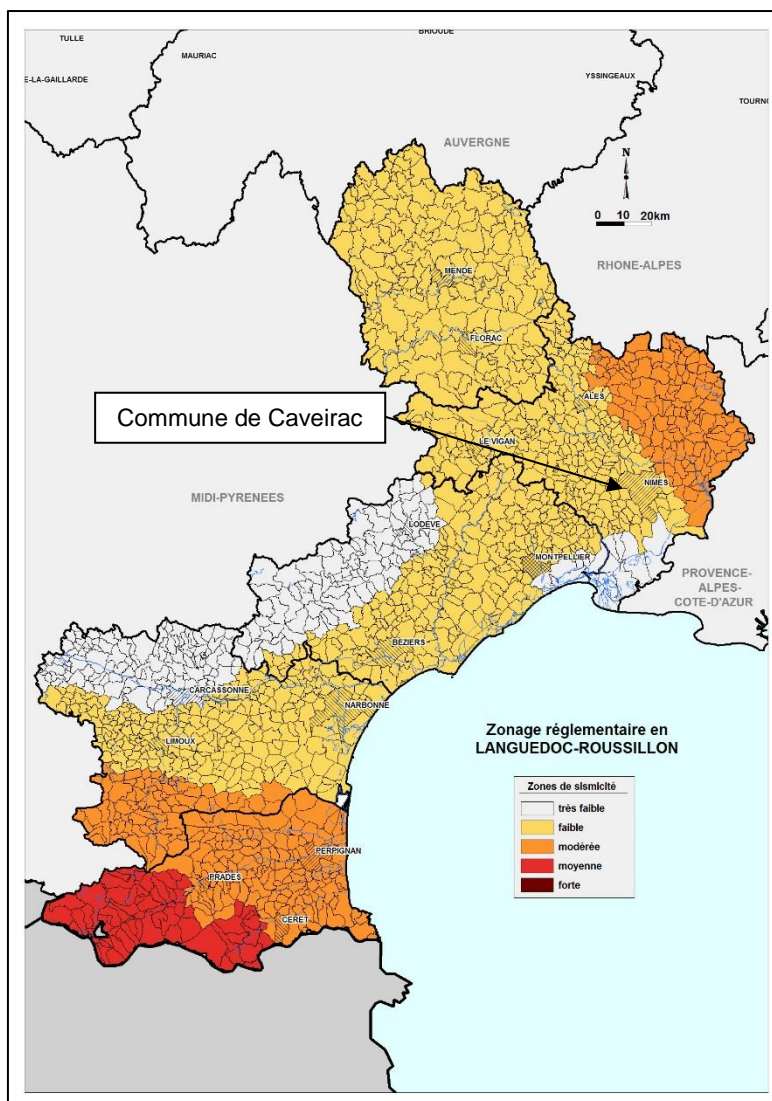 BRIOUDE
TULLE
MAURIAC
E-LA-GAILLARDE
YSSINGEAUX
TOURNO
AUVERGNE
N
0 10 20km
RHONE-ALPES
MENDE
FLORAC
ALES
Commune de Caveirac
LE VIGAN
NIMES
MIDI-PYRENEES
LODEVE
MONTPELLIER
PROVENCE-
ALPES-
COTE-D'AZUR
BEZIERS
CARCASSONNE
NARBONNE
LIMOUX
Zonage réglementaire en
LANGUEDOC-ROUSSILLON
Zones de sismicité
très faible
faible
modérée
moyenne
forte
PERPIGNAN
PRADES
CERET